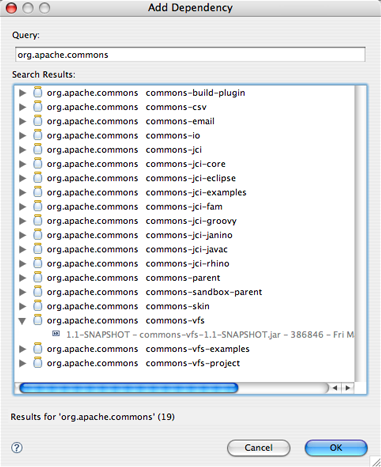 Add Dependency
Query:
org.apache.commons
Search Results:
org.apache.commons commons-build-plugin
org.apache.commons commons-csv
org.apache.commons commons-email
org.apache.commons commons-io
org.apache.commons commons-jci
org.apache.commons commons-jci-core
org.apache.commons commons-jci-eclipse
org.apache.commons commons-jci-examples
org.apache.commons commons-jci-fam
org.apache.commons commons-jci-groovy
org.apache.commons commons-jci-janino
org.apache.commons commons-jci-javac
org.apache.commons commons-jci-rhino
org.apache.commons commons-parent
org.apache.commons commons-sandbox-parent
org.apache.commons commons-skin
org.apache.commons commons-vfs
1.1-SNAPSHOT - commons-vfs-1.1-SNAPSHOT.jar - 386846 - Fri Ma
org.apache.commons commons-vfs-examples
org.apache.commons commons-vfs-project
Results for 'org.apache.commons' (19)
? Cancel OK